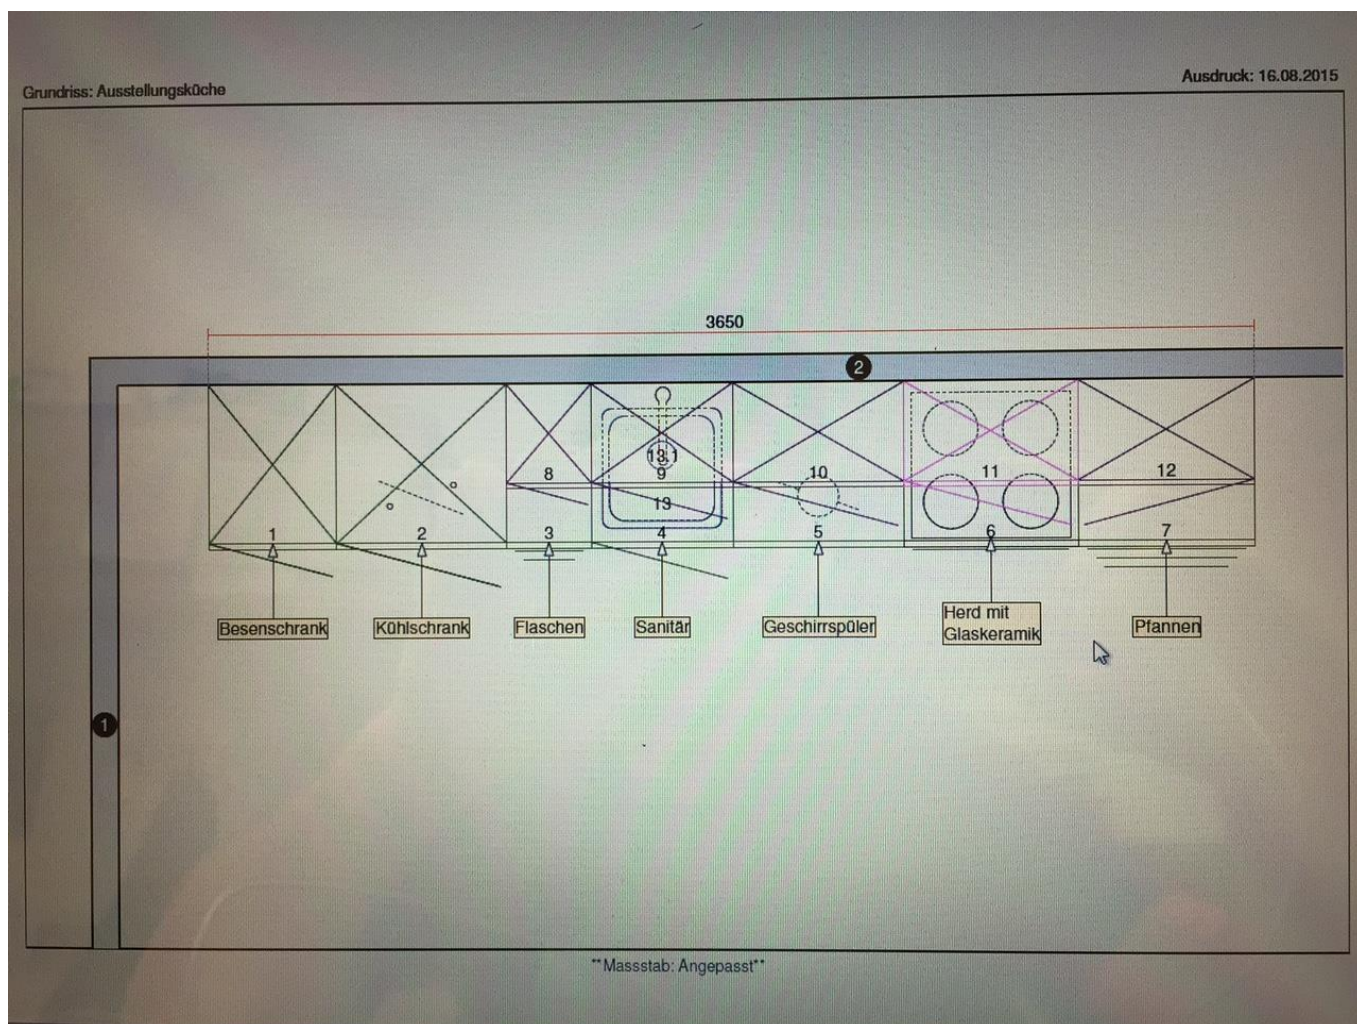 Grundriss: Ausstellungsküche
Ausdruck: 16.08.2015
3650
2
13.1
8
9
10
11
12
13
1
2
3
4
5
6
7
Besenschrank
Kühlschrank
Flaschen
Sanitär
Geschirrspüler
Herd mit
Glaskeramik
Pfannen
1
**Massstab: Angepasst**